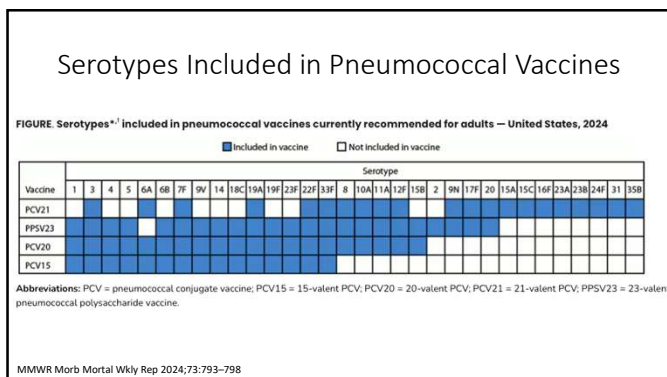 Serotypes Included in Pneumococcal Vaccines
FIGURE. Serotypes*,† included in pneumococcal vaccines currently recommended for adults — United States, 2024
Included in vaccine Not included in vaccine
Serotype
Vaccine 1 3 4 5 6A 6B 7F 9V 14 18C 19A 19F 23F 22F 33F 8 10A 11A 12F 15B 2 9N 17F 20 15A 15C 16F 23A 23B 24F 31 35B
PCV21
PPSV23
PCV20
PCV15
Abbreviations: PCV = pneumococcal conjugate vaccine; PCV15 = 15-valent PCV; PCV20 = 20-valent PCV; PCV21 = 21-valent PCV; PPSV23 = 23-valent
pneumococcal polysaccharide vaccine.
MMWR Morb Mortal Wkly Rep 2024;73:793–798